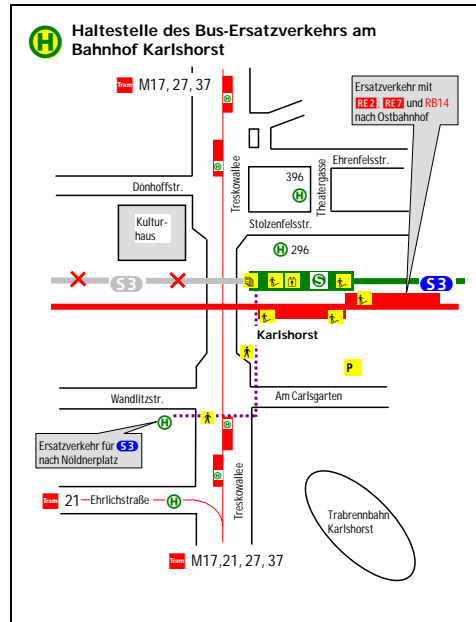 H Haltestelle des Bus-Ersatzverkehrs am
Bahnhof Karlshorst
Tram M17, 27, 37
H
Ersatzverkehr mit
RE2, RE7 und RB14
nach Ostbahnhof
H
Treskowallee
Theatergasse
Ehrenfelsstr.
396
H
Dönhoffstr.
Stolzenfelsstr.
Kultur-
haus
H 296
S3
S
S3
Karlshorst
P
Wandlitzstr.
Am Carlsgarten
H
H
Ersatzverkehr für S3
nach Nöldnerplatz
H
Treskowallee
Tram 21 Ehrlichstraße H
Trabrennbahn
Karlshorst
Tram M17,21, 27, 37